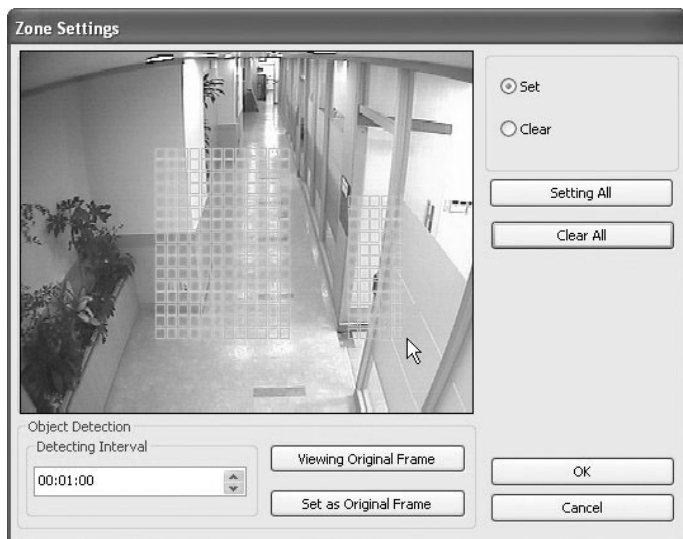 Zone Settings
Set
Clear
Setting All
Clear All
Object Detection
Detecting Interval
00:01:00
Viewing Original Frame
Set as Original Frame
OK
Cancel